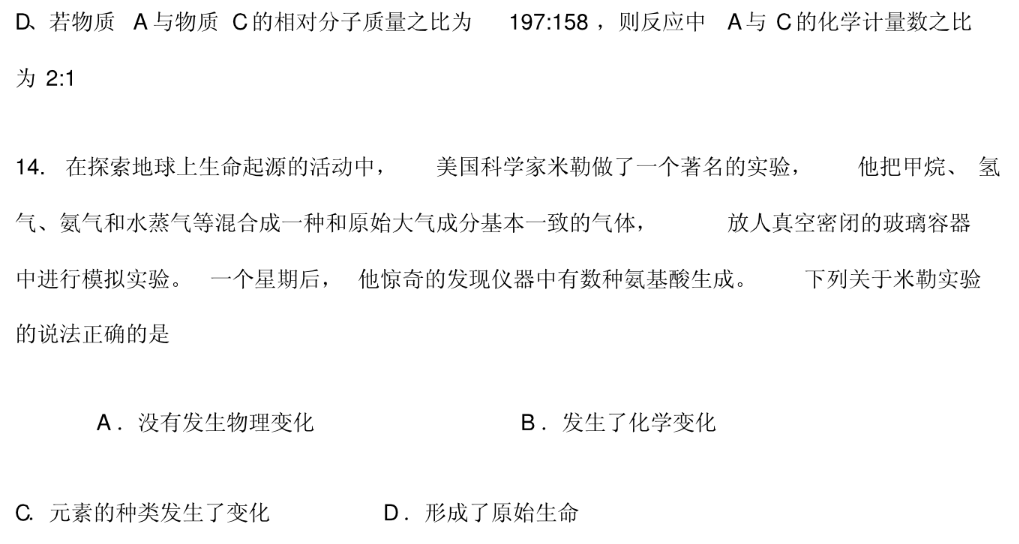 D、若物质 A与物质 C的相对分子质量之比为 197:158，则反应中 A与 C的化学计量数之比
为 2:1
14. 在探索地球上生命起源的活动中， 美国科学家米勒做了一个著名的实验， 他把甲烷、 氢
气、氨气和水蒸气等混合成一种和原始大气成分基本一致的气体， 放人真空密闭的玻璃容器
中进行模拟实验。 一个星期后， 他惊奇的发现仪器中有数种氨基酸生成。 下列关于米勒实验
的说法正确的是
A． 没有发生物理变化 B． 发生了化学变化
C. 元素的种类发生了变化 D． 形成了原始生命